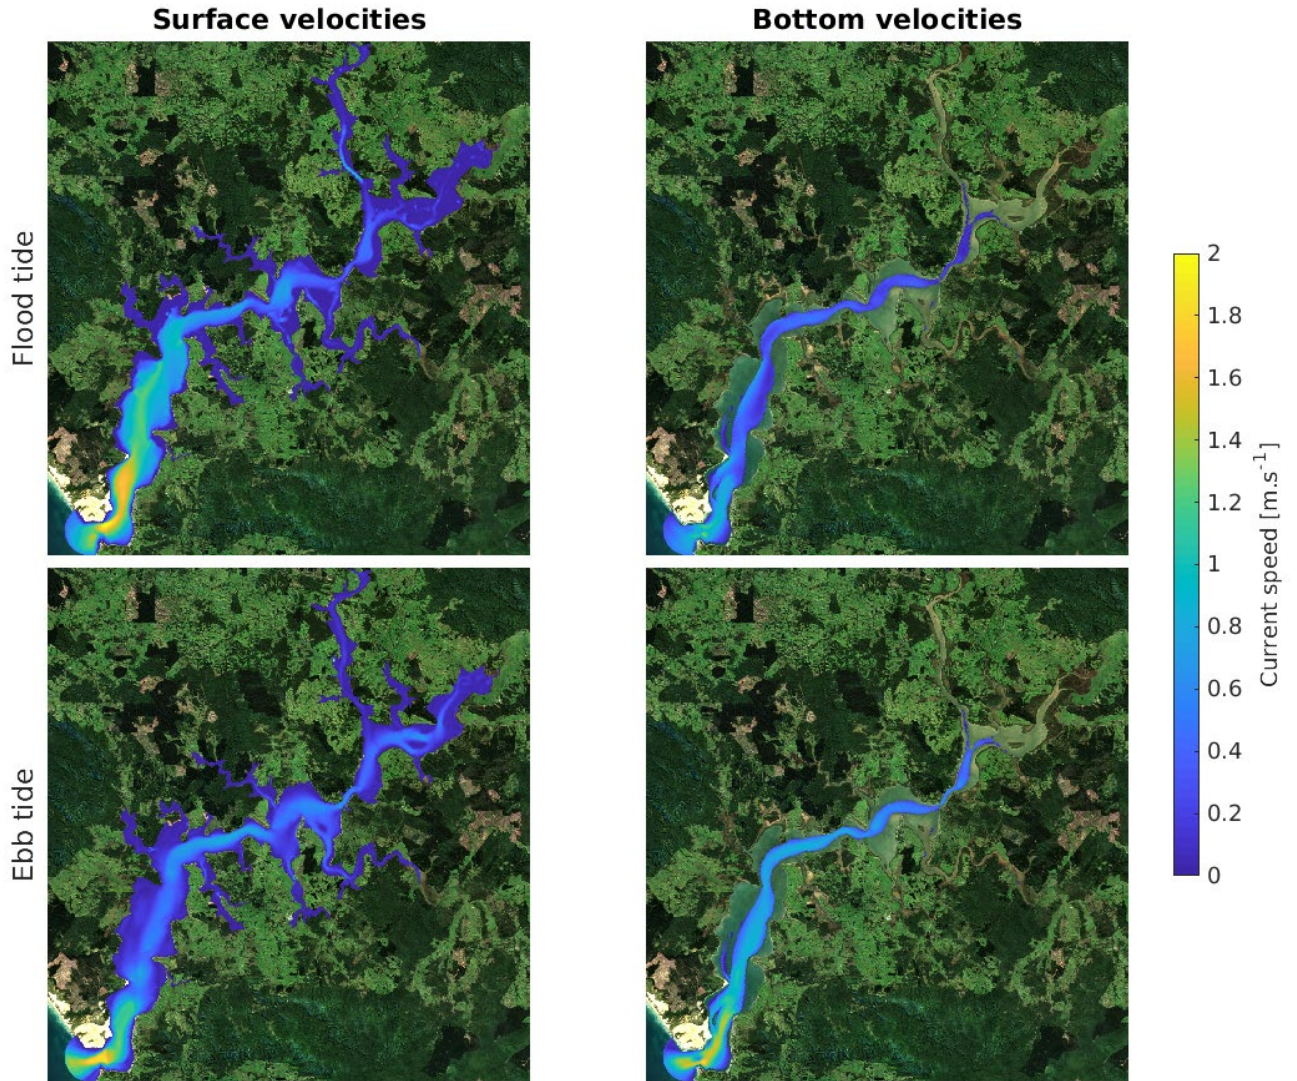 Surface velocities
Bottom velocities
Flood tide
Ebb tide
2
1.8
1.6
1.4
1.2
1
0.8
0.6
0.4
0.2
0
Current speed [m.s⁻¹]